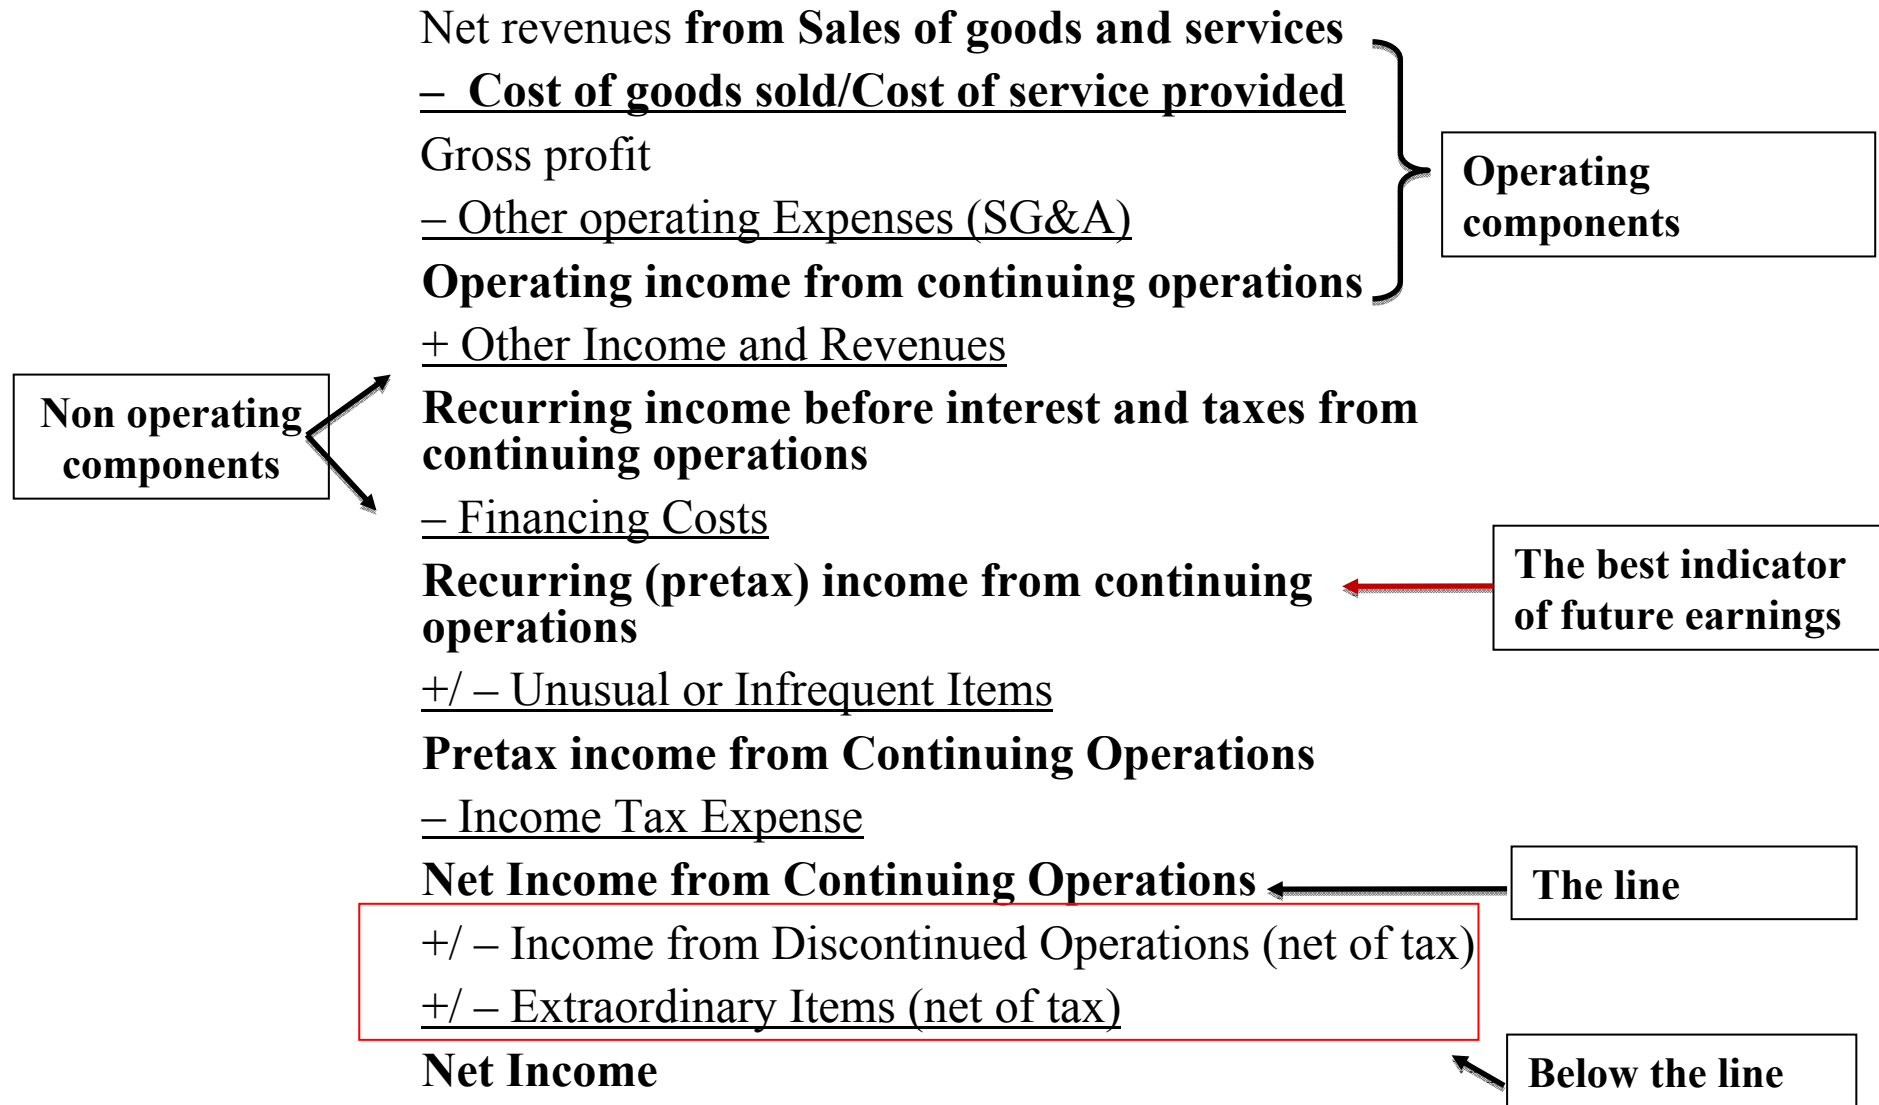 Net revenues from Sales of goods and services
– Cost of goods sold/Cost of service provided
Gross profit
– Other operating Expenses (SG&A)
Operating
components
Operating income from continuing operations
+ Other Income and Revenues
Non operating
components
Recurring income before interest and taxes from
continuing operations
– Financing Costs
Recurring (pretax) income from continuing
operations
The best indicator
of future earnings
+/ – Unusual or Infrequent Items
Pretax income from Continuing Operations
– Income Tax Expense
Net Income from Continuing Operations
The line
+/ – Income from Discontinued Operations (net of tax)
+/ – Extraordinary Items (net of tax)
Net Income
Below the line